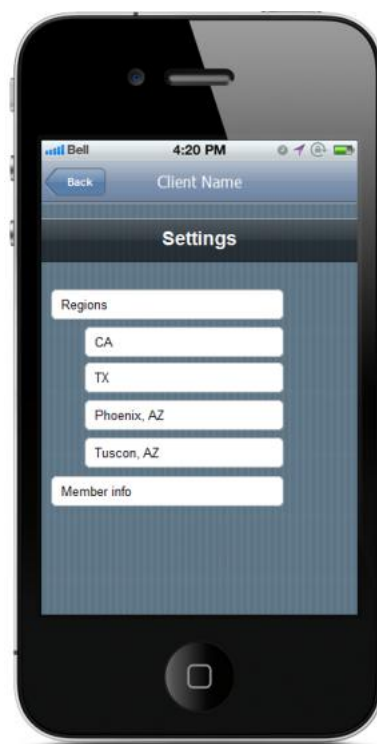 Bell 4:20 PM
Back Client Name
Settings
Regions
CA
TX
Phoenix, AZ
Tuscon, AZ
Member info